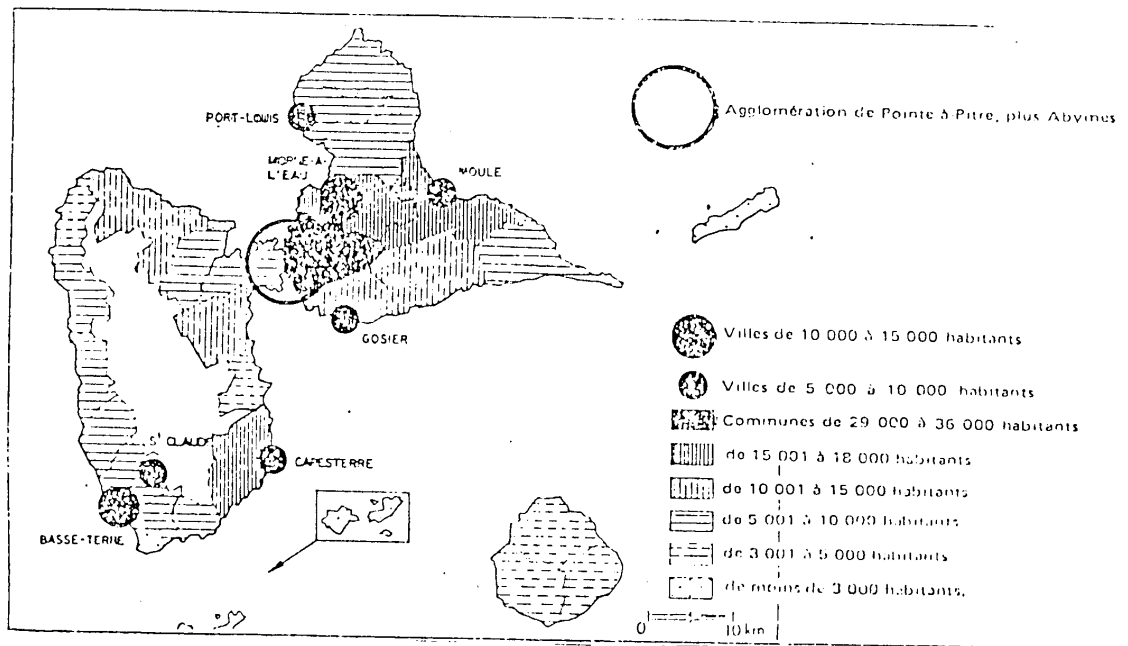 PORT-LOUIS
MORNE-À-
L'EAU
MOULE
GOSIER
S^t CLAUDE
CAPESTERRE
BASSE-TERRE
Agglomération de Pointe à-Pitre, plus Abymes
Villes de 10 000 à 15 000 habitants
Villes de 5 000 à 10 000 habitants
Communes de 29 000 à 36 000 habitants
de 15 001 à 18 000 habitants
de 10 001 à 15 000 habitants
de 5 001 à 10 000 habitants
de 3 001 à 5 000 habitants
de moins de 3 000 habitants.
0 10 km